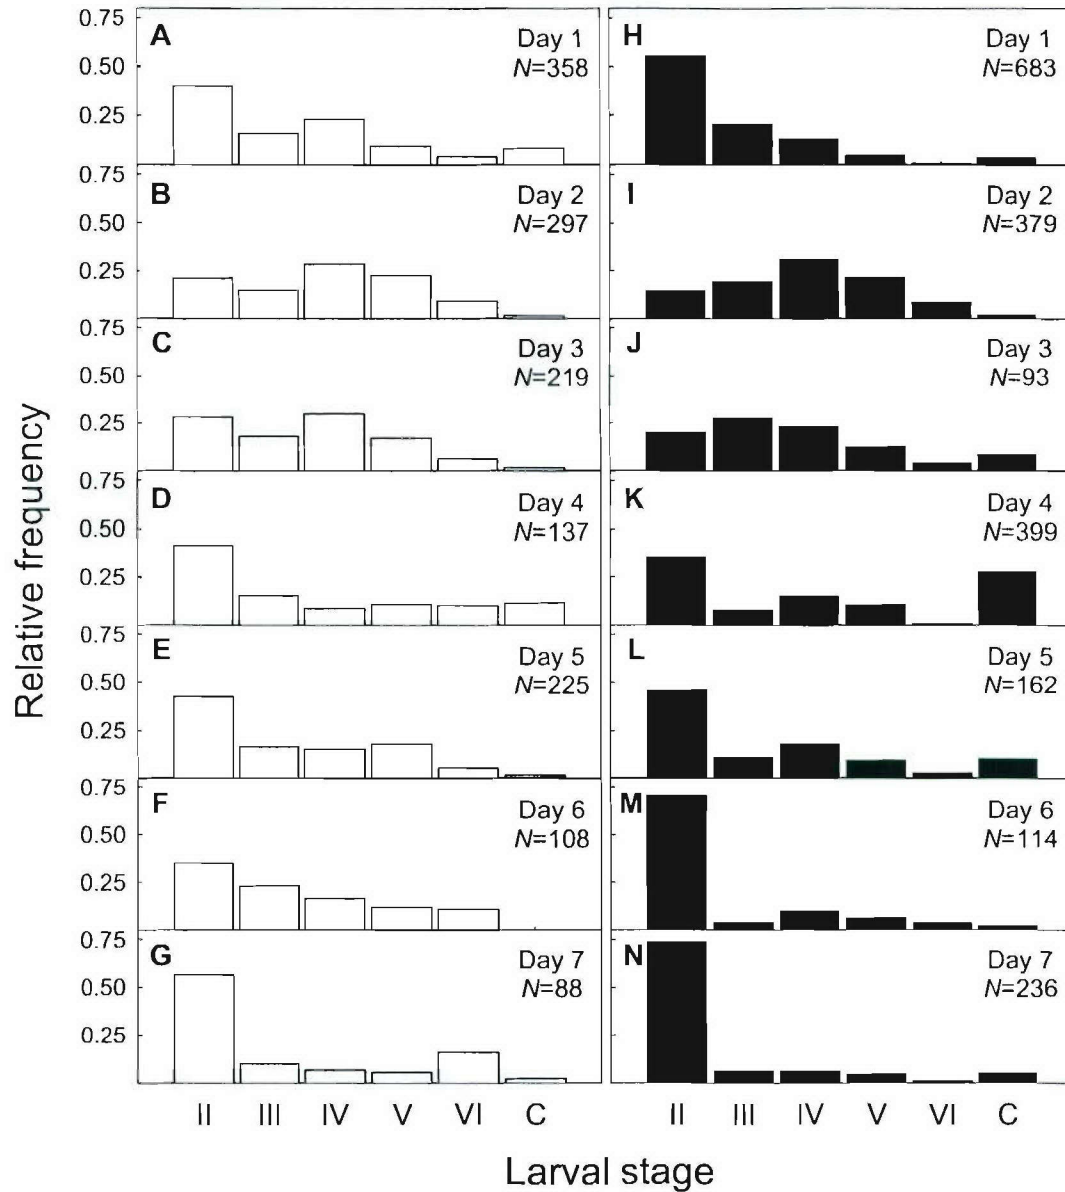 Relative frequency
0.75
0.50
0.25
A
Day 1
N=358
H
Day 1
N=683
0.75
0.50
0.25
B
Day 2
N=297
I
Day 2
N=379
0.75
0.50
0.25
C
Day 3
N=219
J
Day 3
N=93
0.75
0.50
0.25
D
Day 4
N=137
K
Day 4
N=399
0.75
0.50
0.25
E
Day 5
N=225
L
Day 5
N=162
0.75
0.50
0.25
F
Day 6
N=108
M
Day 6
N=114
0.75
0.50
0.25
G
Day 7
N=88
N
Day 7
N=236
II III IV V VI C II III IV V VI C
Larval stage